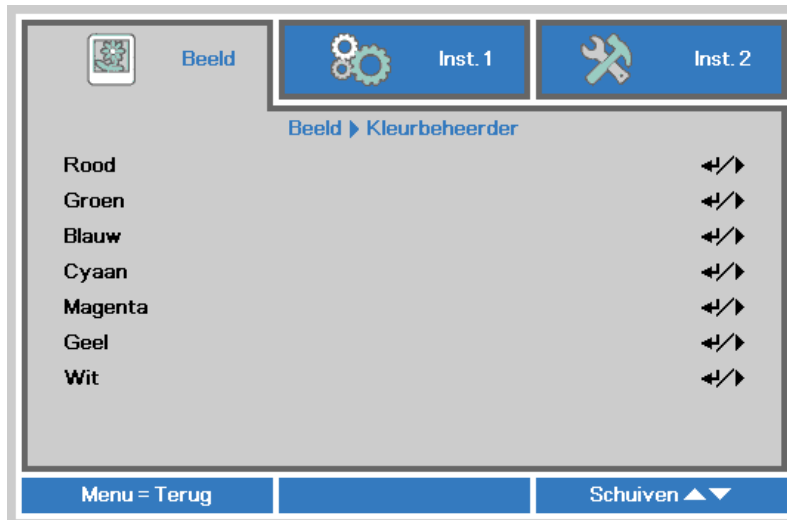 Beeld Inst. 1 Inst. 2
Beeld ▶ Kleurbeheerder
Rood ↵/▶
Groen ↵/▶
Blauw ↵/▶
Cyaan ↵/▶
Magenta ↵/▶
Geel ↵/▶
Wit ↵/▶
Menu = Terug Schuiven ▲▼